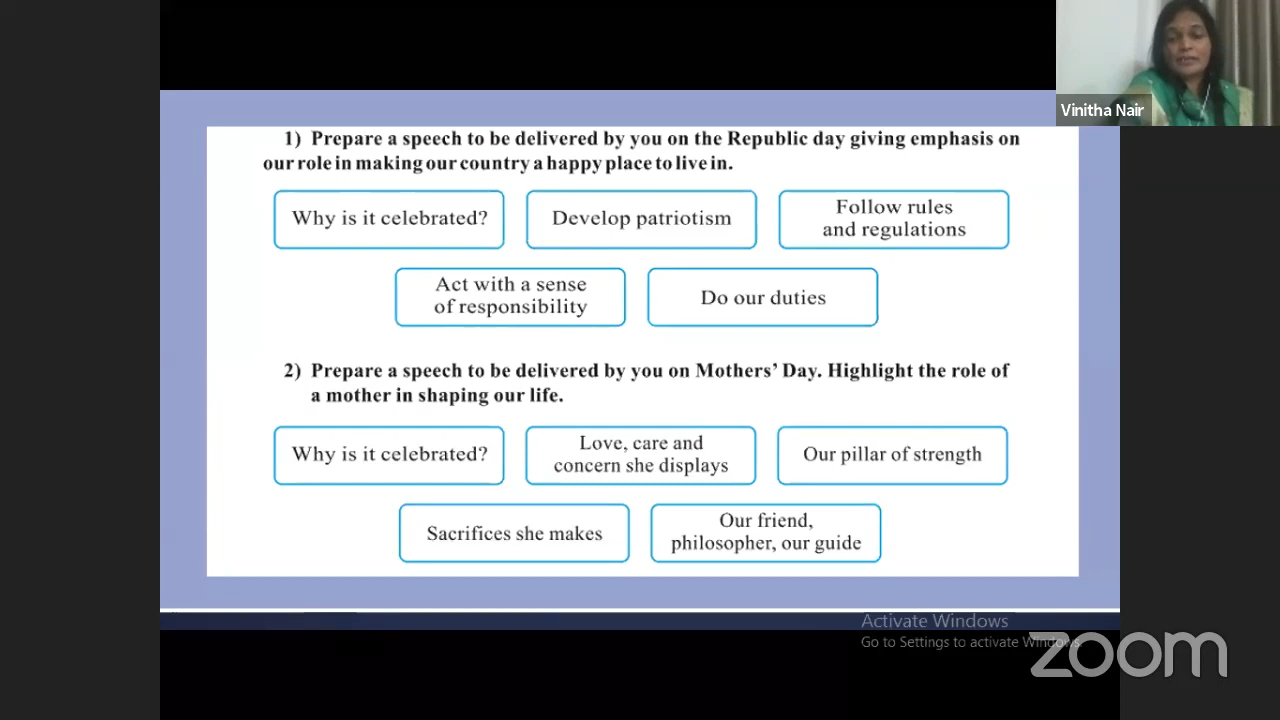 Vinitha Nair
1) Prepare a speech to be delivered by you on the Republic day giving emphasis on
our role in making our country a happy place to live in.
Why is it celebrated?
Develop patriotism
Follow rules
and regulations
Act with a sense
of responsibility
Do our duties
2) Prepare a speech to be delivered by you on Mothers’ Day. Highlight the role of
a mother in shaping our life.
Why is it celebrated?
Love, care and
concern she displays
Our pillar of strength
Sacrifices she makes
Our friend,
philosopher, our guide
Activate Windows
Go to Settings to activate Windows.
zoom